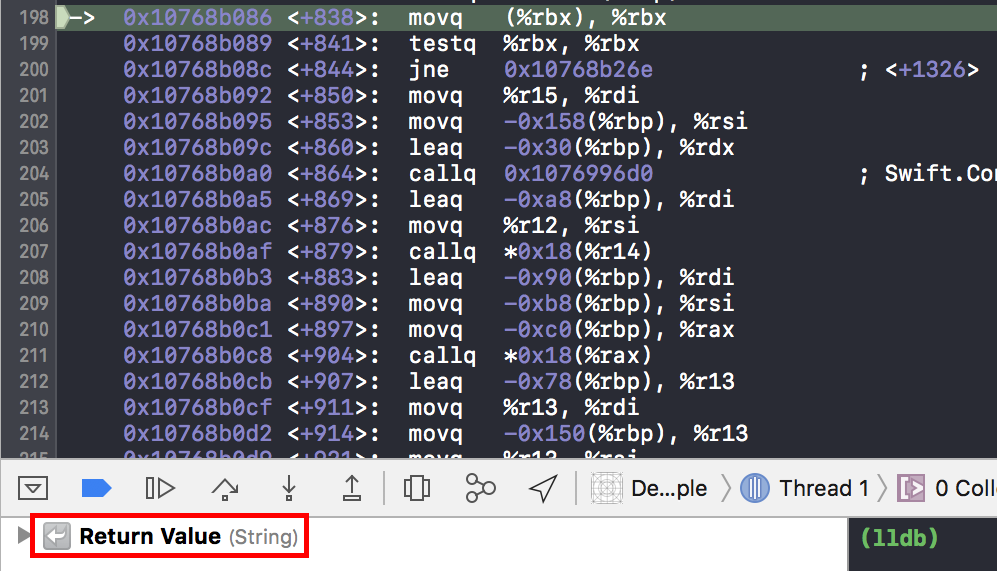 198 -> 0x10768b086 <+838>: movq (%rbx), %rbx
199 0x10768b089 <+841>: testq %rbx, %rbx
200 0x10768b08c <+844>: jne 0x10768b26e ; <+1326>
201 0x10768b092 <+850>: movq %r15, %rdi
202 0x10768b095 <+853>: movq -0x158(%rbp), %rsi
203 0x10768b09c <+860>: leaq -0x30(%rbp), %rdx
204 0x10768b0a0 <+864>: callq 0x1076996d0 ; Swift.Con
205 0x10768b0a5 <+869>: leaq -0xa8(%rbp), %rdi
206 0x10768b0ac <+876>: movq %r12, %rsi
207 0x10768b0af <+879>: callq *0x18(%r14)
208 0x10768b0b3 <+883>: leaq -0x90(%rbp), %rdi
209 0x10768b0ba <+890>: movq -0xb8(%rbp), %rsi
210 0x10768b0c1 <+897>: movq -0xc0(%rbp), %rax
211 0x10768b0c8 <+904>: callq *0x18(%rax)
212 0x10768b0cb <+907>: leaq -0x78(%rbp), %r13
213 0x10768b0cf <+911>: movq %r13, %rdi
214 0x10768b0d2 <+914>: movq -0x150(%rbp), %r13
De...ple Thread 1 0 Colle
Return Value (String) (lldb)